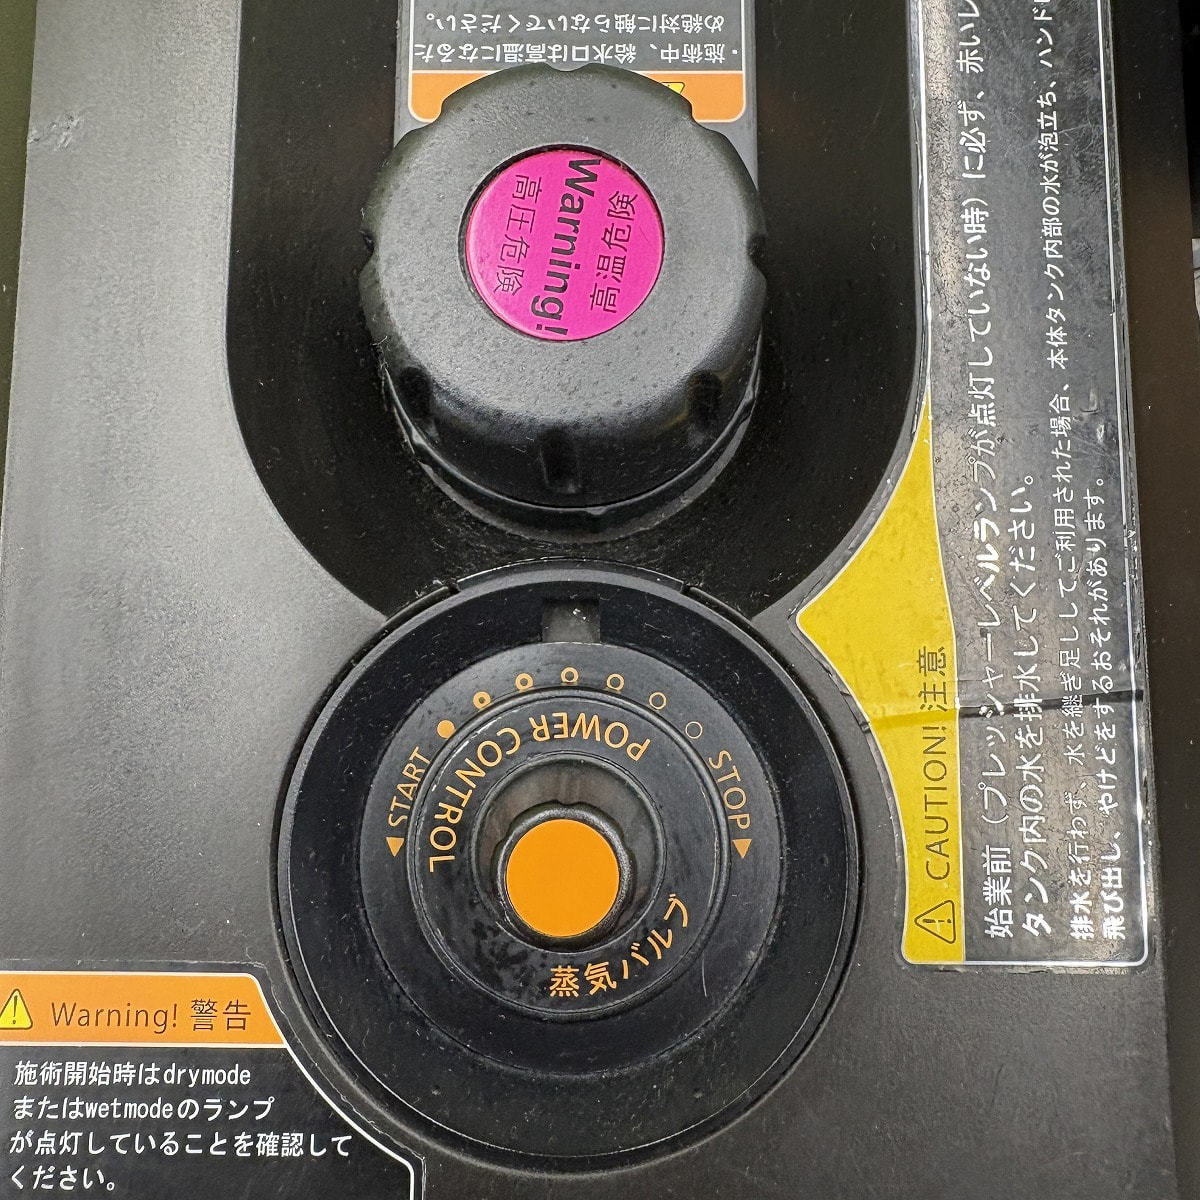 ・施術中、給水口は高温になるた
め絶対に触らないでください。
高温危険
Warning!
高圧危険
START
STOP
POWER CONTROL
蒸気バルブ
CAUTION! 注意
始業前（プレッシャーレベルランプが点灯していない時）に必ず、赤いレ
タンク内の水を排水してください。
排水を行わず、水を継ぎ足ししてご利用された場合、本体タンク内部の水が泡立ち、ハンド
飛び出し、やけどをするおそれがあります。
Warning! 警告
施術開始時はdrymode
またはwetmodeのランプ
が点灯していることを確認して
ください。